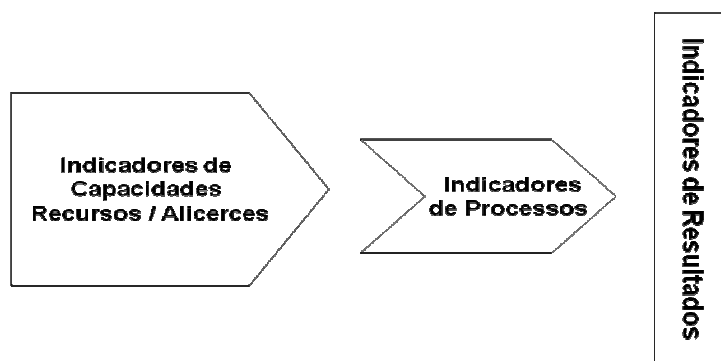 Indicadores de
Capacidades
Recursos / Alicerces
Indicadores
de Processos
Indicadores de Resultados